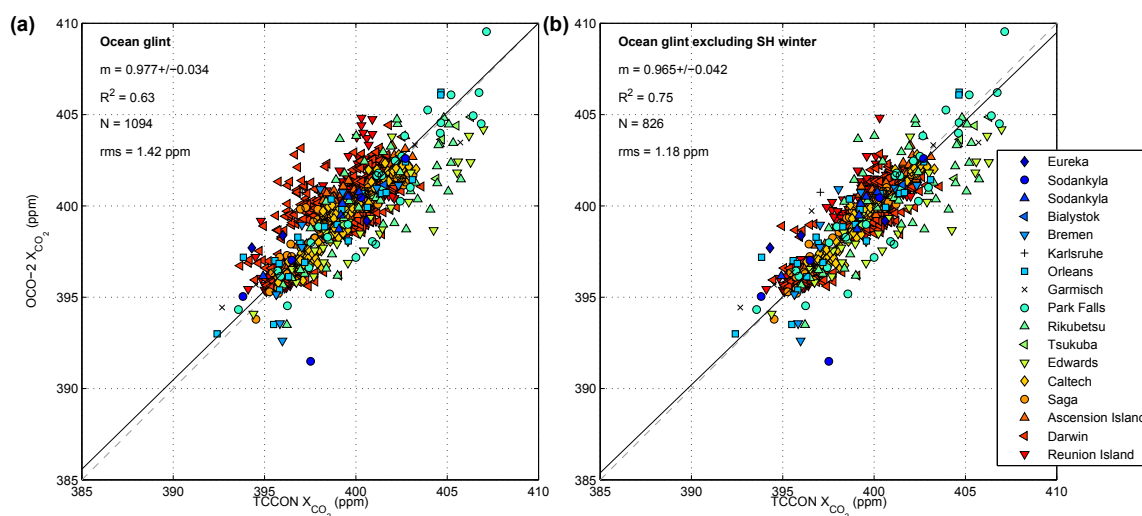 (a)
Ocean glint
m = 0.977+/−0.034
R2 = 0.63
N = 1094
rms = 1.42 ppm
410
405
400
395
390
385
OCO−2 XCO2 (ppm)
385 390 395 400 405 410
TCCON XCO2 (ppm)
(b)
Ocean glint excluding SH winter
m = 0.965+/−0.042
R2 = 0.75
N = 826
rms = 1.18 ppm
410
405
400
395
390
385
385 390 395 400 405 410
TCCON XCO2 (ppm)
Eureka
Sodankyla
Sodankyla
Bialystok
Bremen
Karlsruhe
Orleans
Garmisch
Park Falls
Rikubetsu
Tsukuba
Edwards
Caltech
Saga
Ascension Island
Darwin
Reunion Island